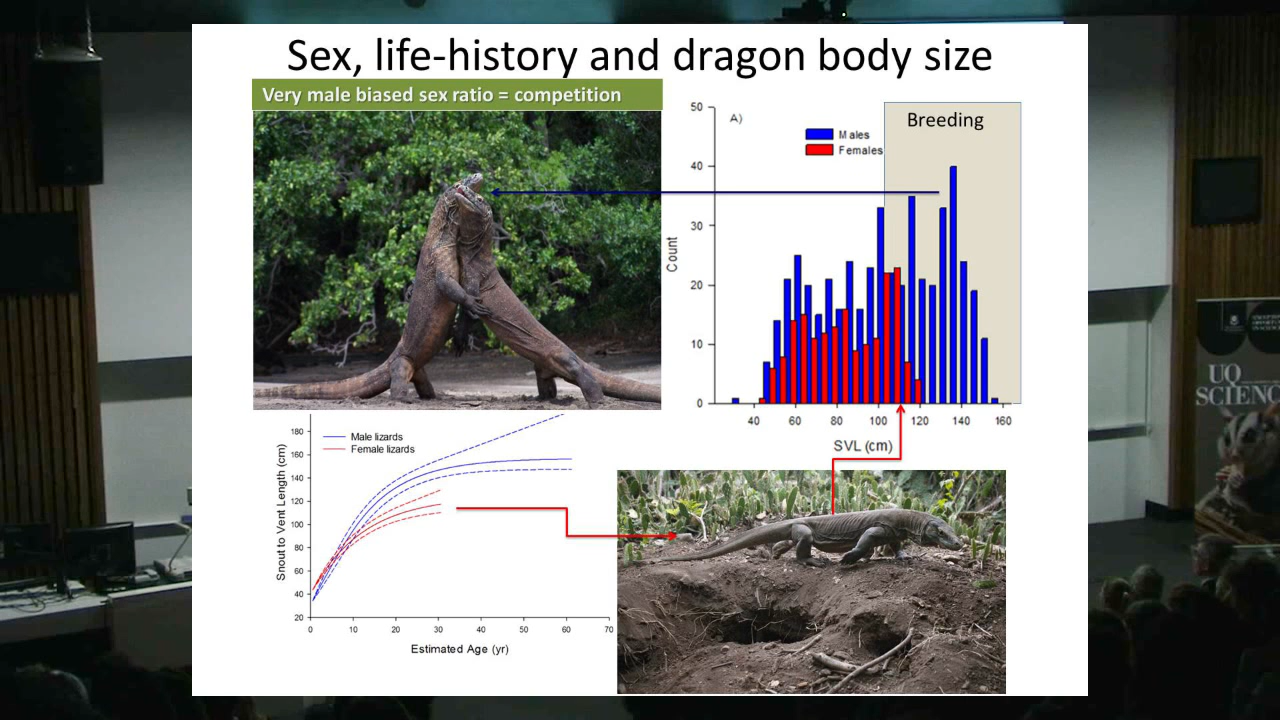 Sex, life-history and dragon body size
Very male biased sex ratio = competition
A)
Males
Females
Breeding
50
40
30
20
10
0
Count
40 60 80 100 120 140 160
SVL (cm)
Male lizards
Female lizards
180
160
140
120
100
80
60
40
20
Snout to Vent Length (cm)
0 10 20 30 40 50 60 70
Estimated Age (yr)
UQ
SCIENC